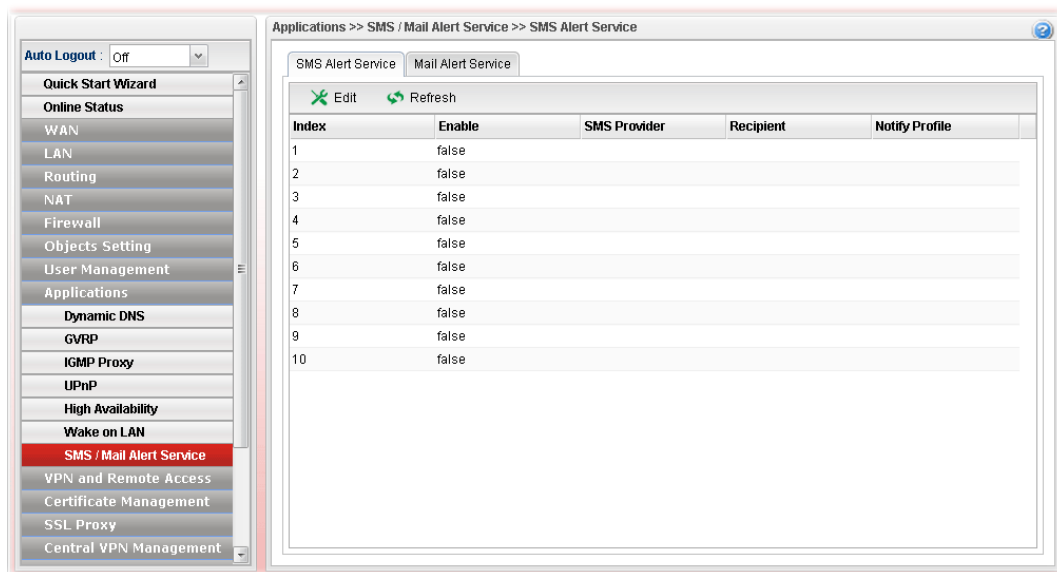 Applications >> SMS / Mail Alert Service >> SMS Alert Service
Auto Logout : Off
Quick Start Wizard
Online Status
WAN
LAN
Routing
NAT
Firewall
Objects Setting
User Management
Applications
Dynamic DNS
GVRP
IGMP Proxy
UPnP
High Availability
Wake on LAN
SMS / Mail Alert Service
VPN and Remote Access
Certificate Management
SSL Proxy
Central VPN Management
SMS Alert Service Mail Alert Service
Edit Refresh
Index Enable SMS Provider Recipient Notify Profile
1 false
2 false
3 false
4 false
5 false
6 false
7 false
8 false
9 false
10 false